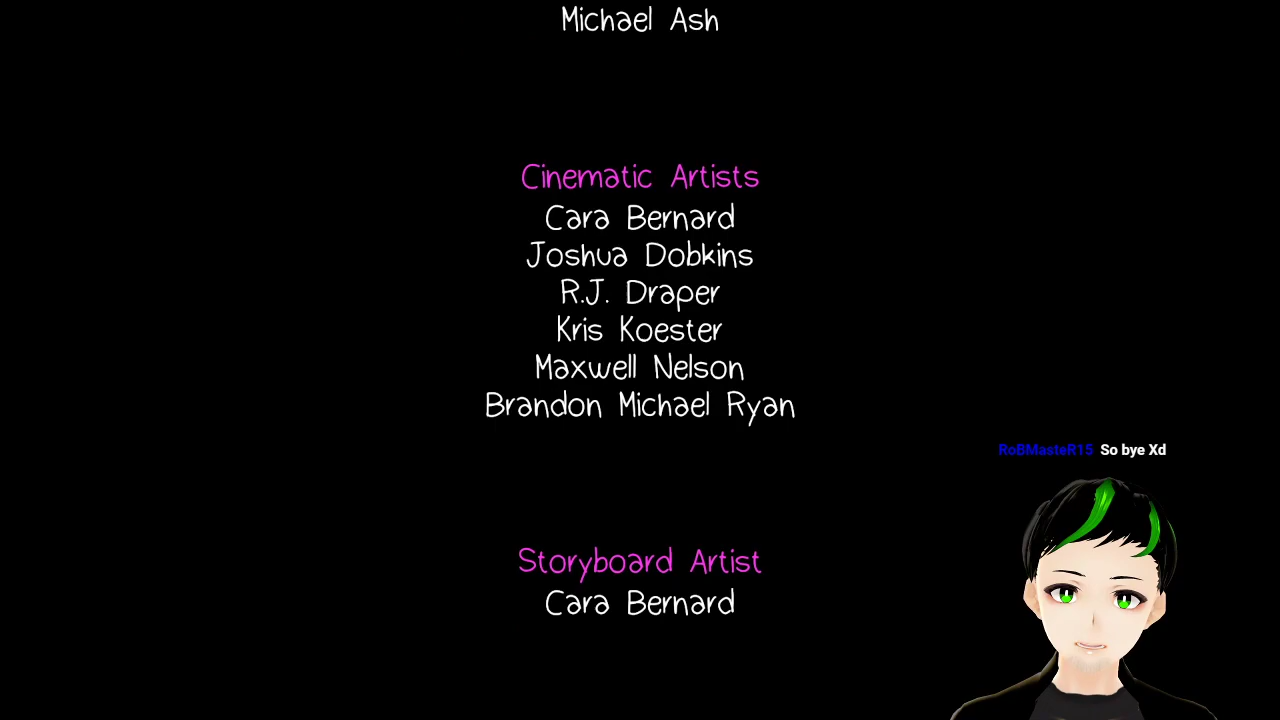 Michael Ash
Cinematic Artists
Cara Bernard
Joshua Dobkins
R.J. Draper
Kris Koester
Maxwell Nelson
Brandon Michael Ryan
RoBMasteR15 So bye Xd
Storyboard Artist
Cara Bernard